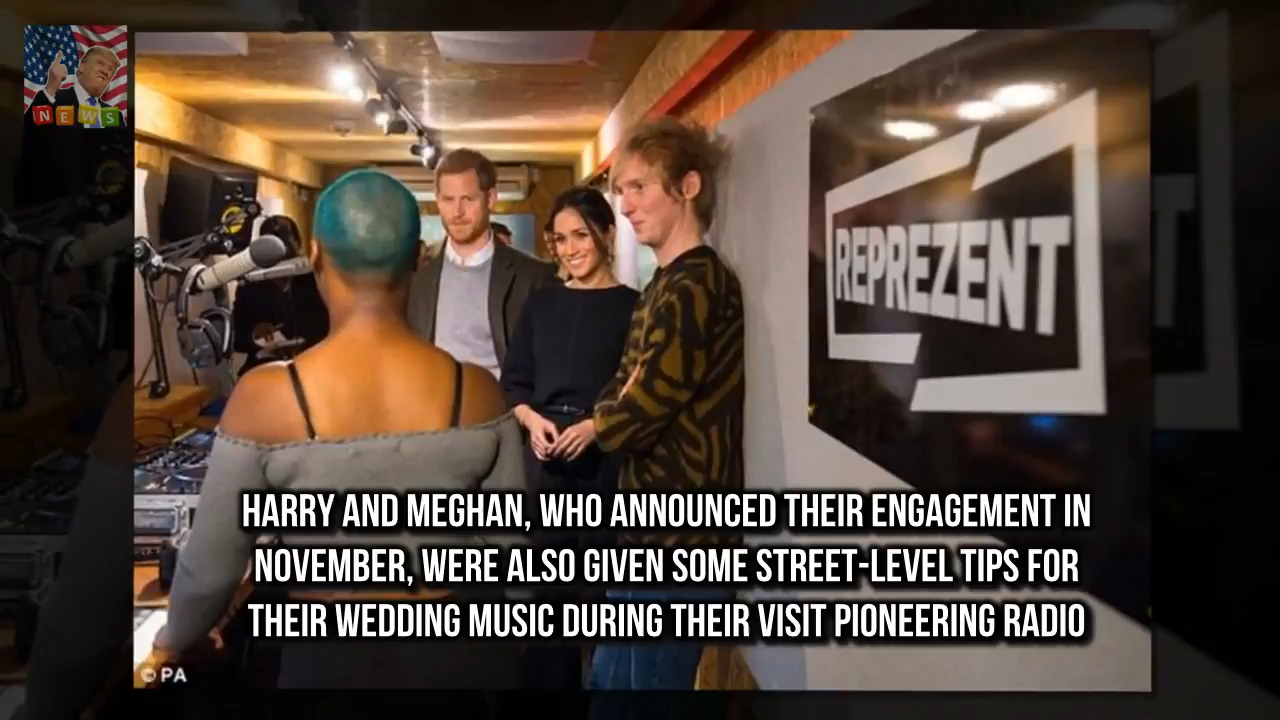 NEWS
REPREZENT
HARRY AND MEGHAN, WHO ANNOUNCED THEIR ENGAGEMENT IN
NOVEMBER, WERE ALSO GIVEN SOME STREET-LEVEL TIPS FOR
THEIR WEDDING MUSIC DURING THEIR VISIT PIONEERING RADIO
© PA